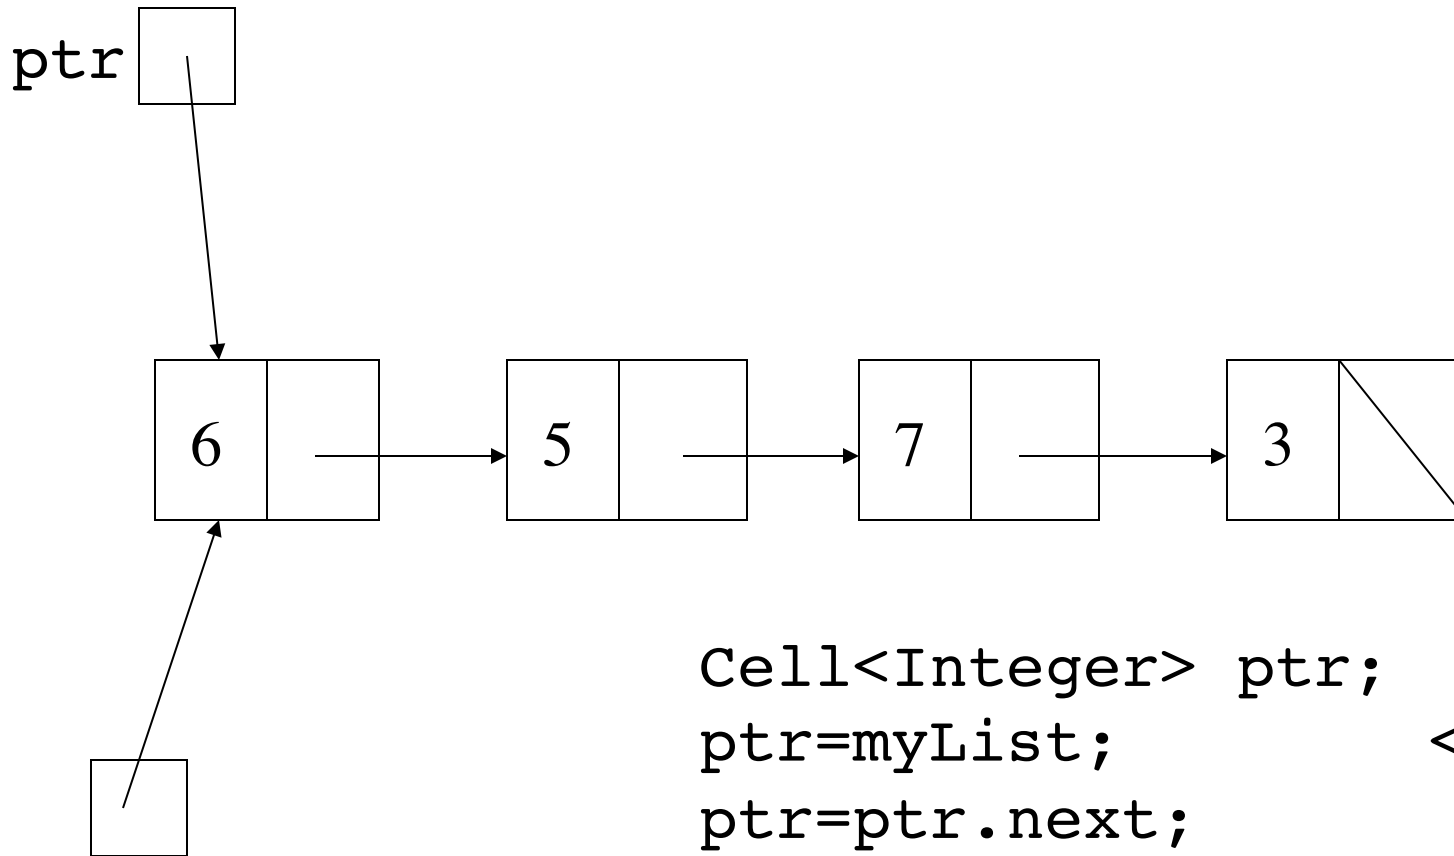 ptr
6 5 7 3
Cell<Integer> ptr;
ptr=myList; <
ptr=ptr.next;